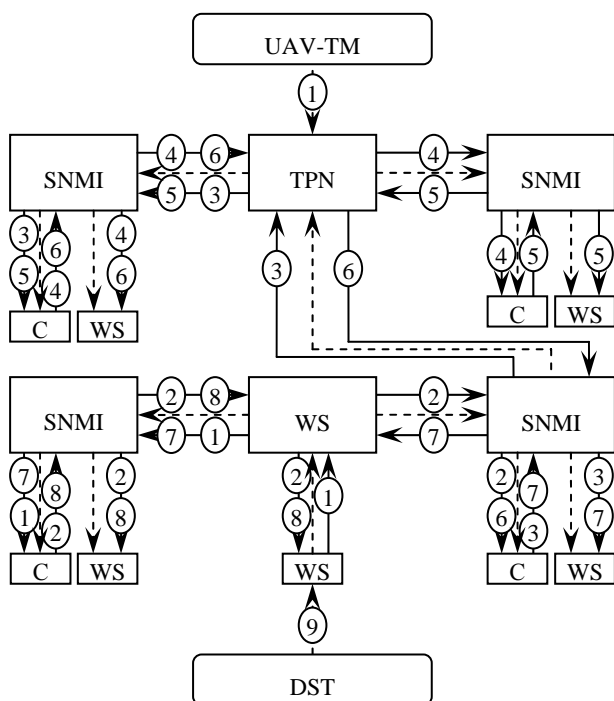 UAV-TM
1
4 6 4
SNMI TPN SNMI
5 3 5
3 4 3 6 4 5 5
5 6 6
4
C WS C WS
2 8 2
SNMI WS SNMI
7 1 7
7 2 2 1 2 3
1 8 8 8 6 7 7
2 3
C WS WS C WS
9
DST